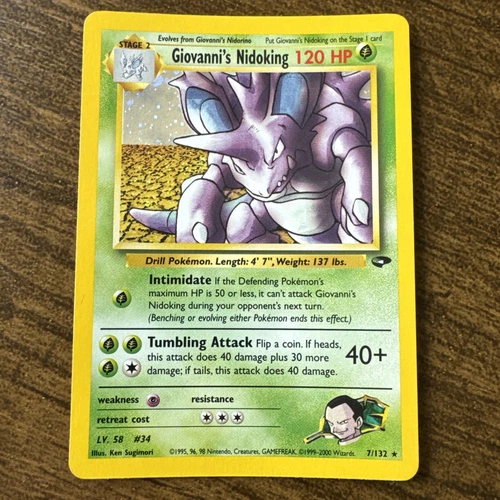 STAGE 2
Evolves from Giovanni's Nidorino Put Giovanni's Nidoking on the Stage 1 card
Giovanni's Nidoking 120 HP
Drill Pokémon. Length: 4' 7", Weight: 137 lbs.
Intimidate If the Defending Pokémon's
maximum HP is 50 or less, it can't attack Giovanni's
Nidoking during your opponent's next turn.
(Benching or evolving either Pokémon ends this effect.)
Tumbling Attack Flip a coin. If heads,
this attack does 40 damage plus 30 more
damage; if tails, this attack does 40 damage.
40+
weakness resistance
retreat cost
LV. 58 #34
Illus. Ken Sugimori ©1995, 96, 98 Nintendo, Creatures, GAMEFREAK. ©1999-2000 Wizards. 7/132 ★